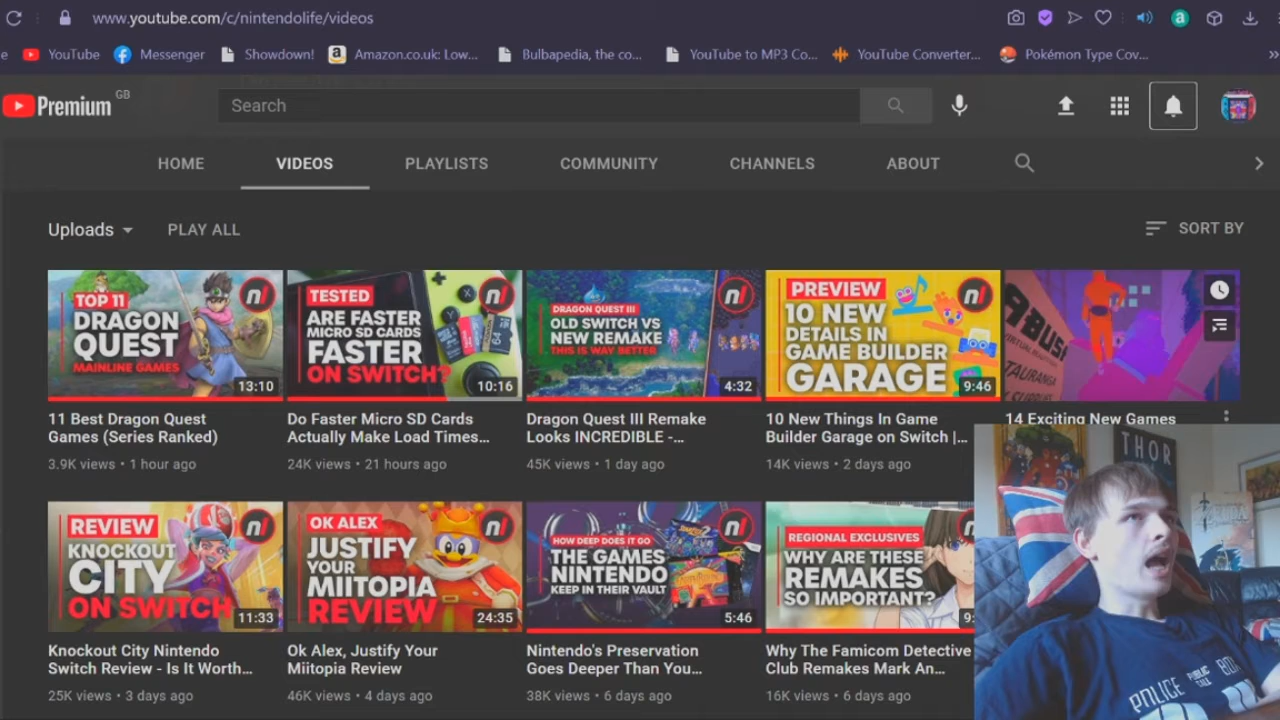 www.youtube.com/c/nintendolife/videos
e YouTube Messenger Showdown! Amazon.co.uk: Low... Bulbapedia, the co... YouTube to MP3 Co... YouTube Converter... Pokémon Type Cov... »
Premium GB
Search
HOME VIDEOS PLAYLISTS COMMUNITY CHANNELS ABOUT
Uploads PLAY ALL SORT BY
TOP 11
DRAGON
QUEST
MAINLINE GAMES
13:10
TESTED
ARE FASTER
MICRO SD CARDS
FASTER
ON SWITCH?
10:16
DRAGON QUEST III
OLD SWITCH VS
NEW REMAKE
THIS IS WAY BETTER
4:32
PREVIEW
10 NEW
DETAILS IN
GAME BUILDER
GARAGE
9:46
ABUS
TAURANGA
11 Best Dragon Quest
Games (Series Ranked)
3.9K views • 1 hour ago
Do Faster Micro SD Cards
Actually Make Load Times...
24K views • 21 hours ago
Dragon Quest III Remake
Looks INCREDIBLE -...
45K views • 1 day ago
10 New Things In Game
Builder Garage on Switch |...
14K views • 2 days ago
14 Exciting New Games
REVIEW
KNOCKOUT
CITY
ON SWITCH
11:33
OK ALEX
JUSTIFY
YOUR
MIITOPIA
REVIEW
24:35
HOW DEEP DOES IT GO
THE GAMES
NINTENDO
KEEP IN THEIR VAULT
5:46
REGIONAL EXCLUSIVES
WHY ARE THESE
REMAKES
SO IMPORTANT?
9:
Knockout City Nintendo
Switch Review - Is It Worth...
25K views • 3 days ago
Ok Alex, Justify Your
Miitopia Review
46K views • 4 days ago
Nintendo's Preservation
Goes Deeper Than You...
38K views • 6 days ago
Why The Famicom Detective
Club Remakes Mark An...
16K views • 6 days ago
THOR
POLICE PUBLIC CALL BO